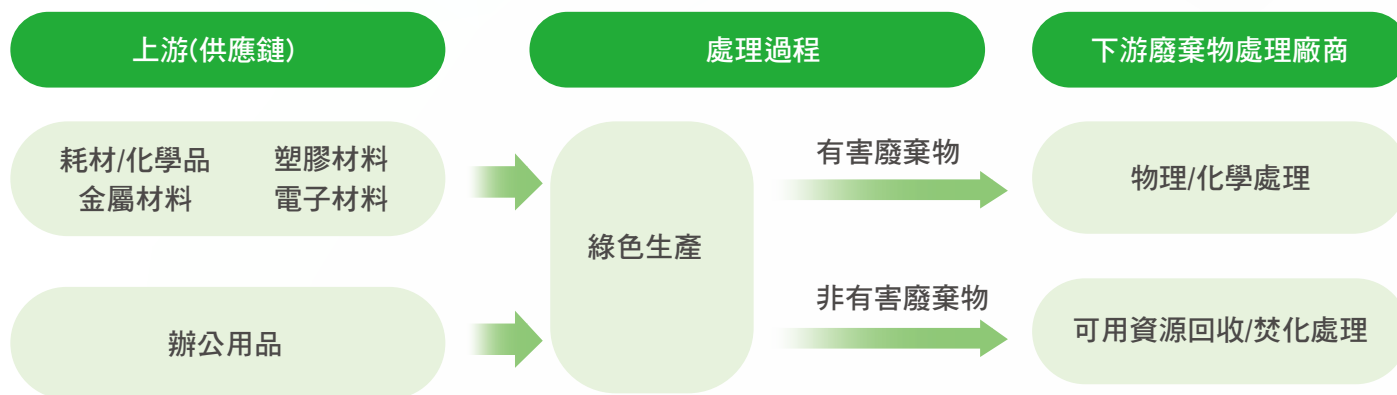 上游(供應鏈)
處理過程
下游廢棄物處理廠商
耗材/化學品 塑膠材料
金屬材料 電子材料
綠色生產
有害廢棄物
物理/化學處理
辦公用品
非有害廢棄物
可用資源回收/焚化處理